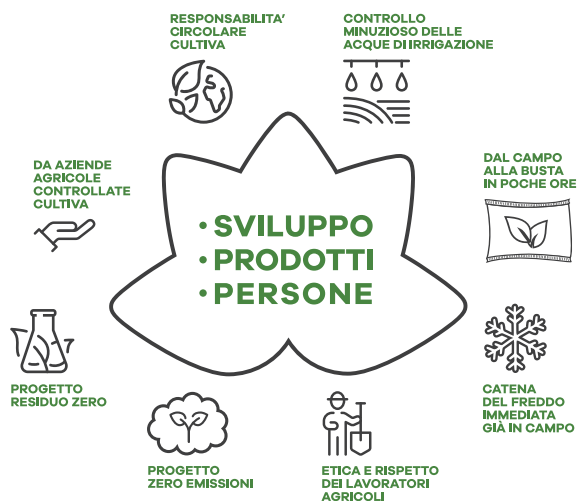 RESPONSABILITA'
CIRCOLARE
CULTIVA
CONTROLLO
MINUZIOSO DELLE
ACQUE DI IRRIGAZIONE
DA AZIENDE
AGRICOLE
CONTROLLATE
CULTIVA
DAL CAMPO
ALLA BUSTA
IN POCHE ORE
• SVILUPPO
• PRODOTTI
• PERSONE
PROGETTO
RESIDUO ZERO
CATENA
DEL FREDDO
IMMEDIATA
GIÀ IN CAMPO
PROGETTO
ZERO EMISSIONI
ETICA E RISPETTO
DEI LAVORATORI
AGRICOLI